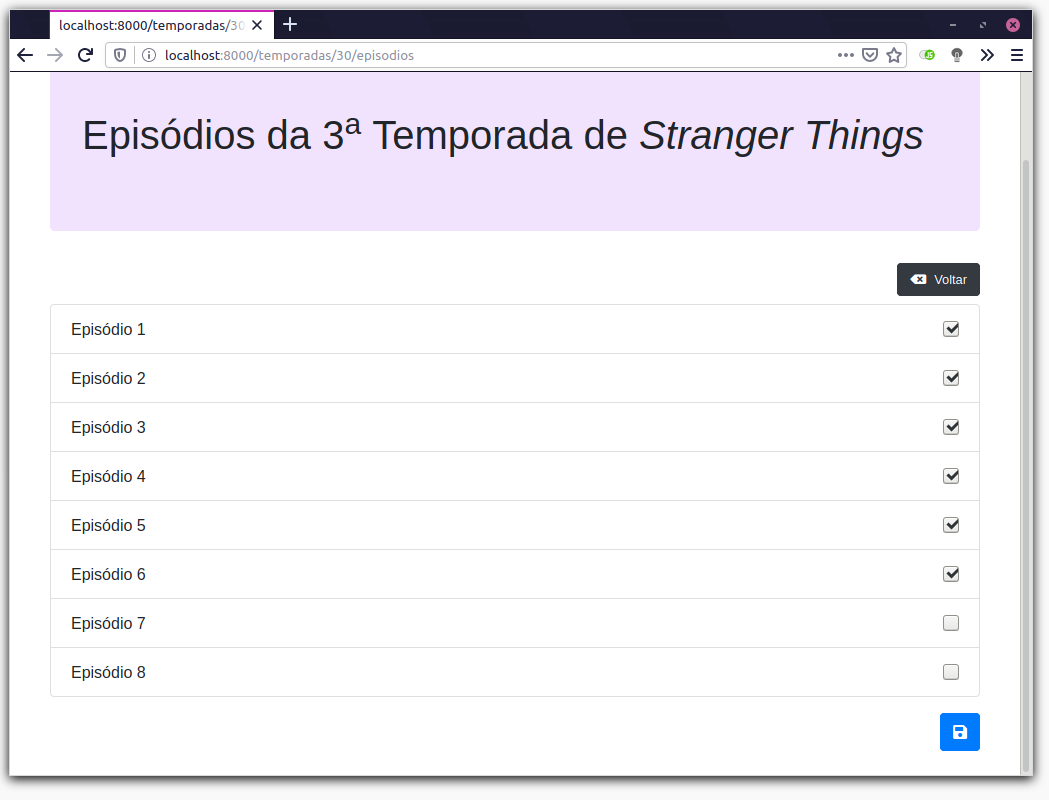 localhost:8000/temporadas/30
localhost:8000/temporadas/30/episodios
Episódios da 3ª Temporada de Stranger Things
Voltar
Episódio 1
Episódio 2
Episódio 3
Episódio 4
Episódio 5
Episódio 6
Episódio 7
Episódio 8